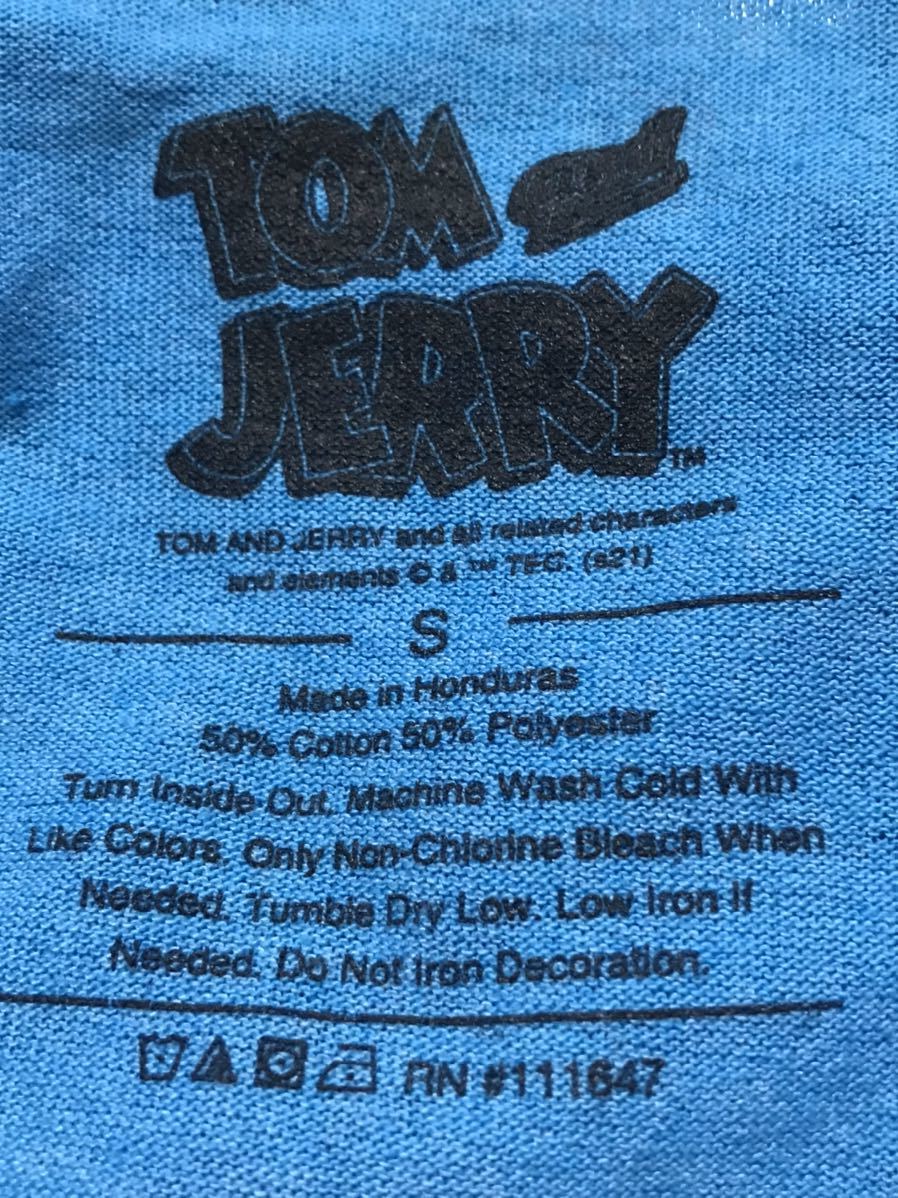 TOM and
JERRY TM
TOM AND JERRY and all related characters
and elements © & ™ TEC. (s21)
S
Made in Honduras
50% Cotton 50% Polyester
Turn Inside Out. Machine Wash Cold With
Like Colors. Only Non-Chlorine Bleach When
Needed. Tumble Dry Low. Low Iron If
Needed. Do Not Iron Decoration.
RN #111647